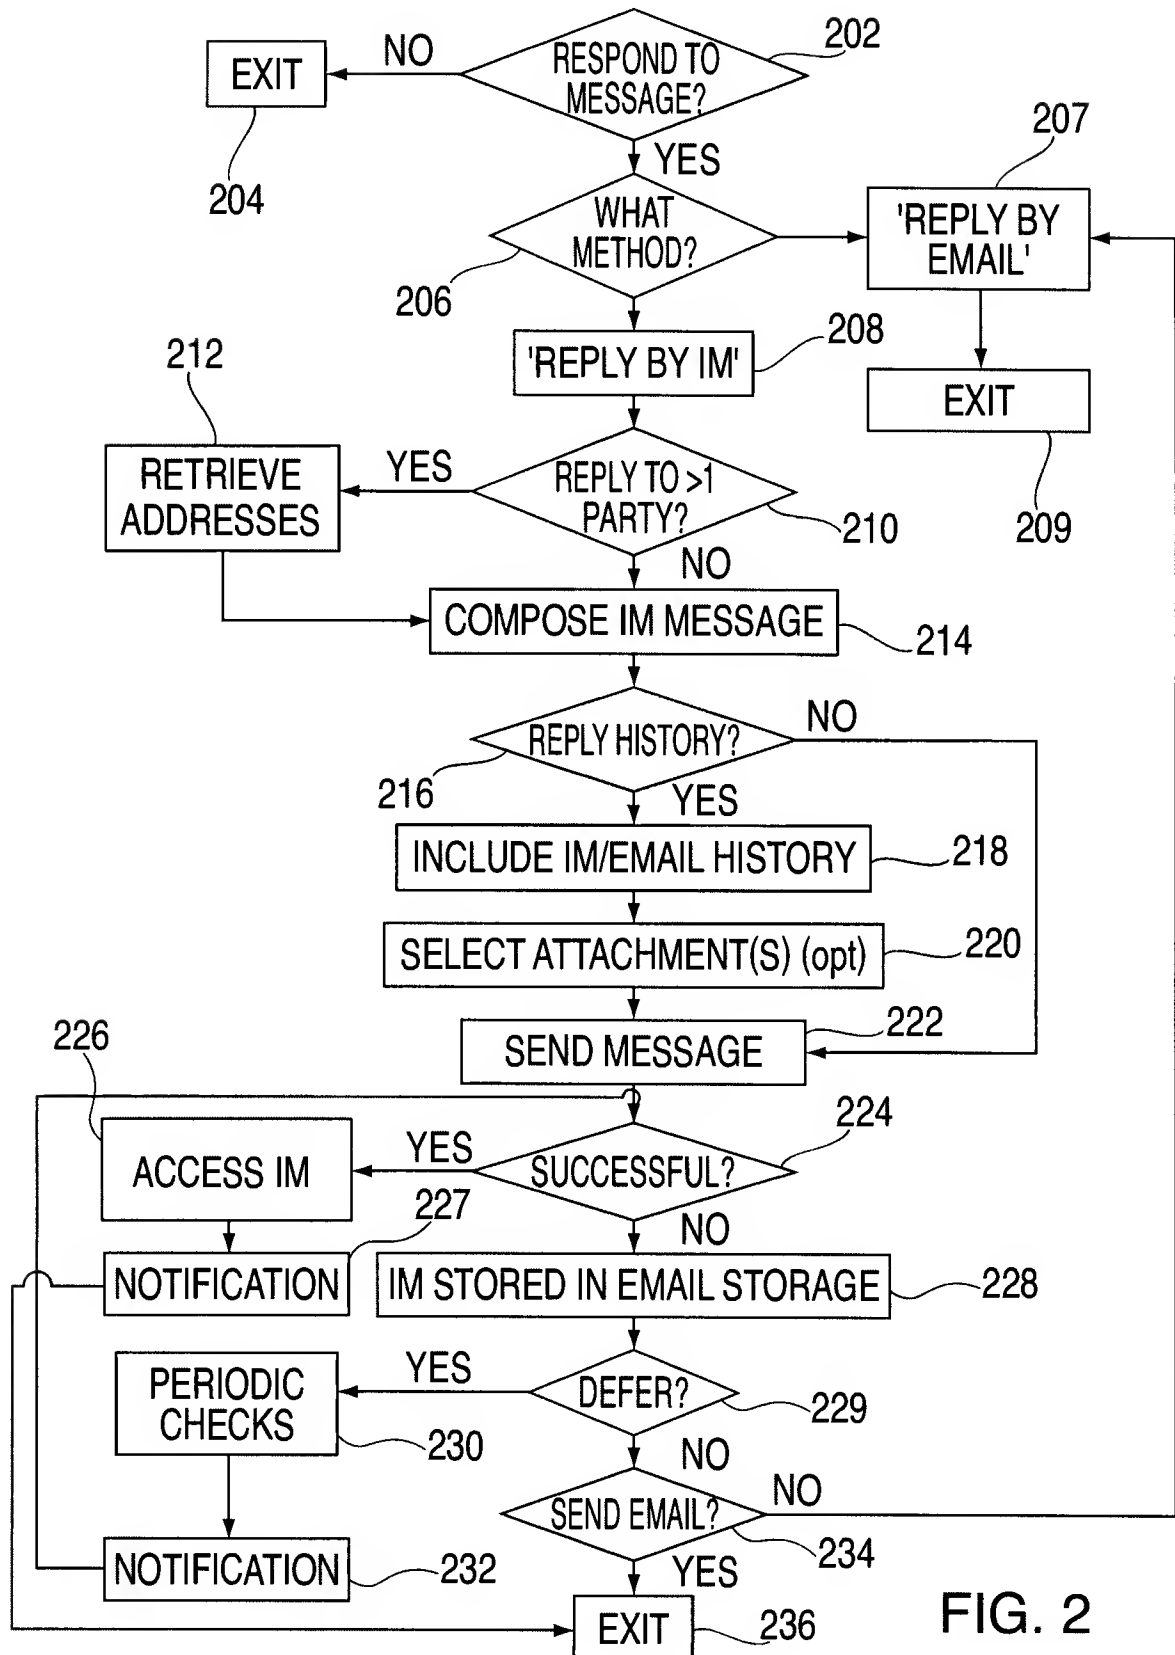 202
NO
EXIT
RESPOND TO
MESSAGE?
204
YES
207
WHAT
METHOD?
'REPLY BY
EMAIL'
206
208
'REPLY BY IM'
212
EXIT
RETRIEVE
ADDRESSES
YES
REPLY TO >1
PARTY?
210
209
NO
COMPOSE IM MESSAGE
214
REPLY HISTORY?
NO
216
YES
INCLUDE IM/EMAIL HISTORY
218
SELECT ATTACHMENT(S) (opt)
220
222
SEND MESSAGE
226
224
YES
ACCESS IM
SUCCESSFUL?
227
NO
NOTIFICATION
IM STORED IN EMAIL STORAGE
228
YES
PERIODIC
CHECKS
DEFER?
229
230
NO
SEND EMAIL?
NO
234
NOTIFICATION
232
YES
EXIT
236
FIG. 2